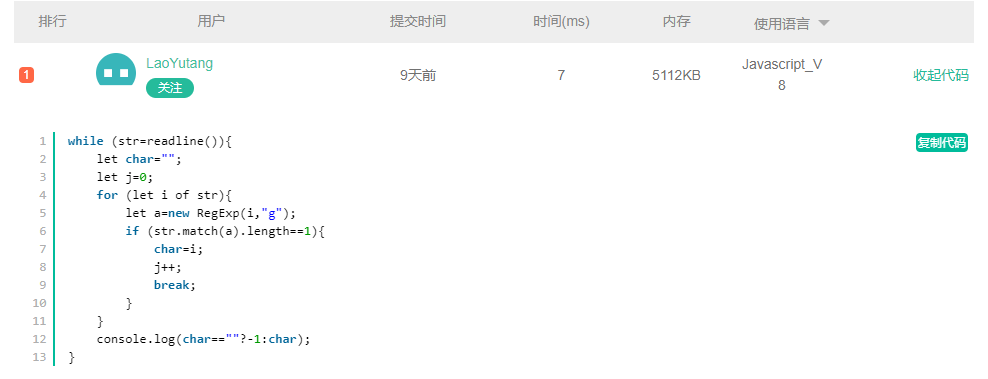 排行 用户 提交时间 时间(ms) 内存 使用语言
1 LaoYutang 关注 9天前 7 5112KB Javascript_V
8 收起代码
复制代码
1 while (str=readline()){
2     let char="";
3     let j=0;
4     for (let i of str){
5         let a=new RegExp(i,"g");
6         if (str.match(a).length==1){
7             char=i;
8             j++;
9             break;
10         }
11     }
12     console.log(char==""?-1:char);
13 }